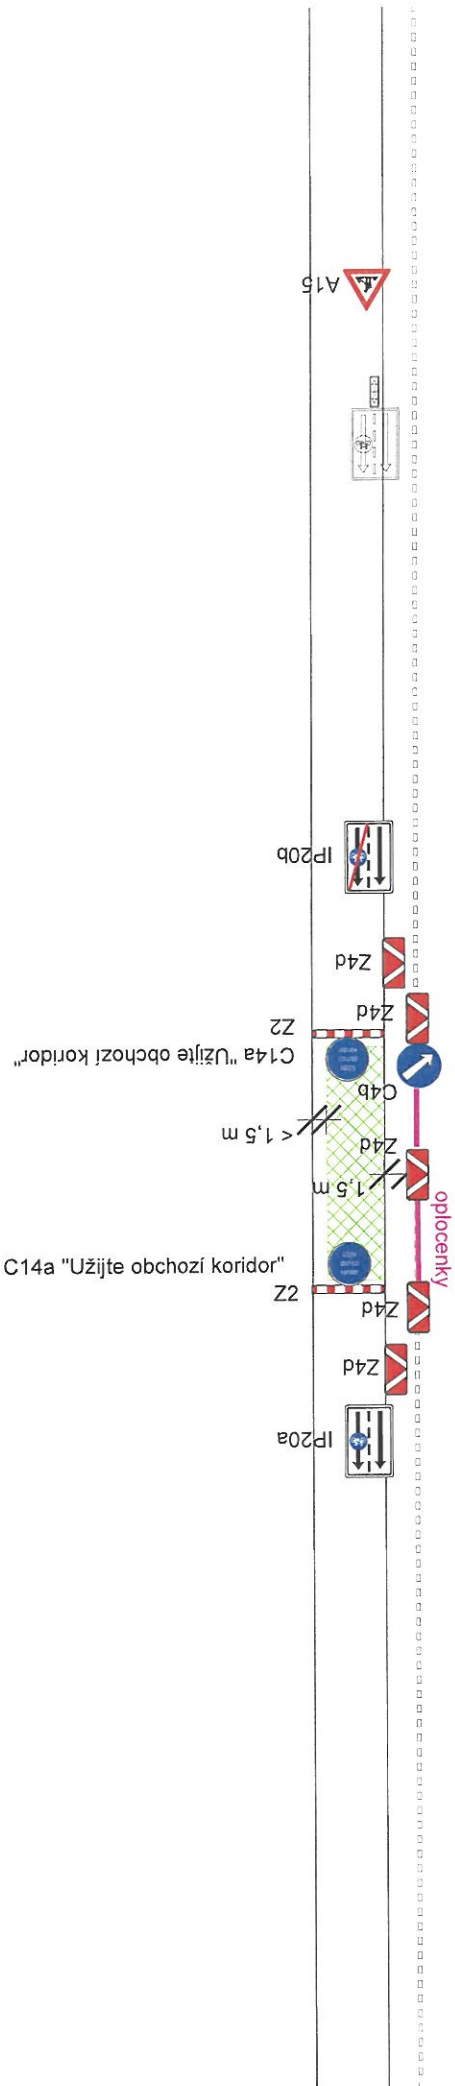 A15
IP20b
Z4d
Z4d
Z2
C14a "Užijte obchozí koridor"
C4b
< 1,5 m
Z4d
1,5 m
oplocenky
C14a "Užijte obchozí koridor"
Z2
Z4d
Z4d
IP20a